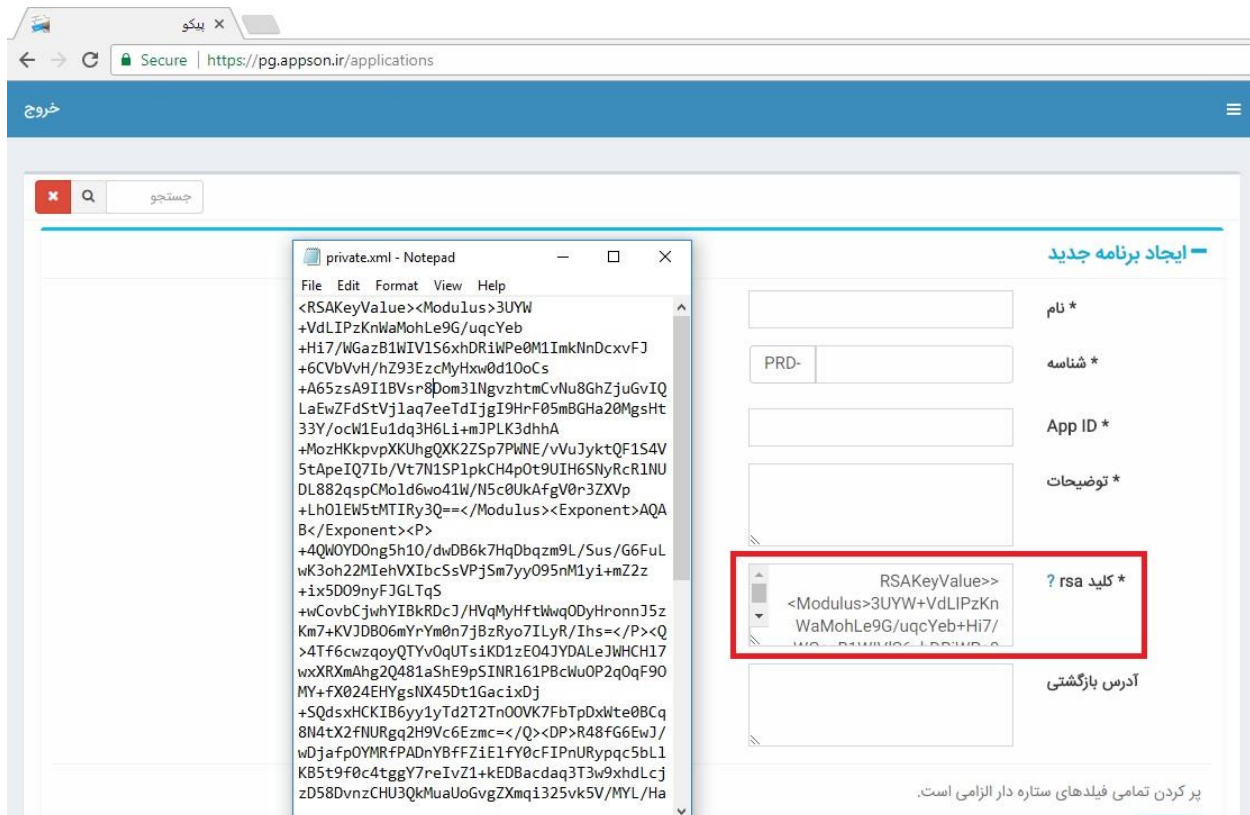 پیکو
Secure | https://pg.appson.ir/applications
خروج
جستجو
ایجاد برنامه جدید
* نام
* شناسه
PRD-
App ID *
* توضیحات
* کلید rsa ?
RSAKeyValue>>
<Modulus>3UYW+VdLIPzKn
WaMohLe9G/uqcYeb+Hi7/
آدرس بازگشتی
پر کردن تمامی فیلدهای ستاره دار الزامی است.
private.xml - Notepad
File Edit Format View Help
<RSAKeyValue><Modulus>3UYW
+VdLIPzKnWaMohLe9G/uqcYeb
+Hi7/WGazB1WIVlS6xhDRiWPe0M1ImkNnDcxvFJ
+6CVbVvH/hZ93EzcMyHxw0d1OoCs
+A65zsA9I1BVsr8Dom3lNgvzhtmCvNu8GhZjuGvIQ
LaEwZFdStVjlaq7eeTdIjgI9HrF05mBGHa20MgsHt
33Y/ocW1Eu1dq3H6Li+mJPLK3dhhA
+MozHKkpvpXKUhgQXK2ZSp7PWNE/vVuJyktQF1S4V
5tApeIQ7Ib/Vt7N1SPlpkCH4pOt9UIH6SNyRcRlNU
DL882qspCMold6wo41W/N5c0UkAfgV0r3ZXVp
+LhOlEW5tMTIRy3Q==</Modulus><Exponent>AQA
B</Exponent><P>
+4QWOYDOng5h1O/dwDB6k7HqDbqzm9L/Sus/G6FuL
wK3oh22MIehVXIbcSsVPjSm7yyO95nM1yi+mZ2z
+ix5DO9nyFJGLTqS
+wCovbCjwhYIBkRDcJ/HVqMyHftWwqODyHronnJ5z
Km7+KVJDBO6mYrYm0n7jBzRyo7ILyR/Ihs=</P><Q
>4Tf6cwzqoyQTYvOqUTsiKD1zEO4JYDALeJWHCHl7
wxXRXmAhg2Q481aShE9pSINRl61PBcWuOP2qOqF9O
MY+fX024EHYgsNX45Dt1GacixDj
+SQdsxHCKIB6yy1yTd2T2TnOOVK7FbTpDxWte0BCq
8N4tX2fNURgq2H9Vc6Ezmc=</Q><DP>R48fG6EwJ/
wDjafpOYMRfPADnYBfFZiElfY0cFIPnURypqc5bLl
KB5t9f0c4tggY7reIvZ1+kEDBacdaq3T3w9xhdLcj
zD58DvnzCHU3QkMuaUoGvgZXmqi325vk5V/MYL/Ha